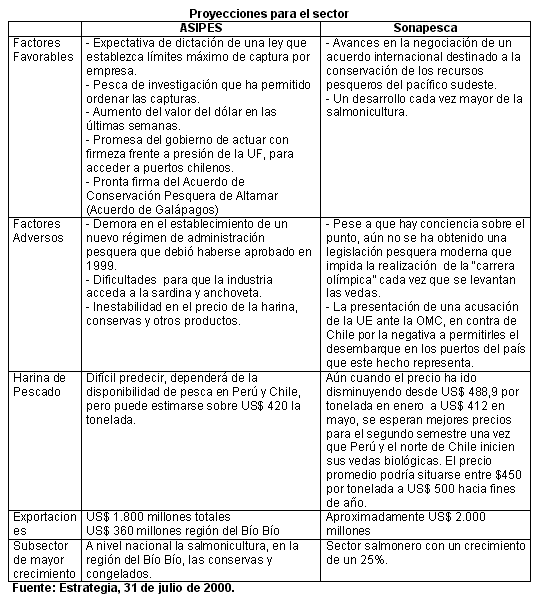 Proyecciones para el sector
ASIPES
Sonapesca
Factores
Favorables
- Expectativa de dictación de una ley que
establezca límites máximo de captura por
empresa.
- Pesca de investigación que ha permitido
ordenar las capturas.
- Aumento del valor del dólar en las
últimas semanas.
- Promesa del gobierno de actuar con
firmeza frente a presión de la UF, para
acceder a puertos chilenos.
- Pronta firma del Acuerdo de
Conservación Pesquera de Altamar
(Acuerdo de Galápagos)
- Avances en la negociación de un
acuerdo internacional destinado a la
conservación de los recursos
pesqueros del pacífico sudeste.
- Un desarrollo cada vez mayor de la
salmonicultura.
Factores
Adversos
- Demora en el establecimiento de un
nuevo régimen de administración
pesquera que debió haberse aprobado en
1999.
- Dificultades  para que la industria
acceda a la sardina y anchoveta.
- Inestabilidad en el precio de la harina,
conservas y otros productos.
- Pese a que hay conciencia sobre el
punto, aún no se ha obtenido una
legislación pesquera moderna que
impida la realización  de la "carrera
olímpica" cada vez que se levantan
las vedas.
- La presentación de una acusación
de la UE ante la OMC, en contra de
Chile por la negativa a permitirles el
desembarque en los puertos del país
que este hecho representa.
Harina de
Pescado
Difícil predecir, dependerá de la
disponibilidad de pesca en Perú y Chile,
pero puede estimarse sobre US$ 420 la
tonelada.
Aún cuando el precio ha ido
disminuyendo desde US$ 488,9 por
tonelada en enero  a US$ 412 en
mayo, se esperan mejores precios
para el segundo semestre una vez
que Perú y el norte de Chile inicien
sus vedas biológicas. El precio
promedio podría situarse entre $450
por tonelada a US$ 500 hacia fines
de año.
Exportacion
es
US$ 1.800 millones totales
US$ 360 millones región del Bío Bío
Aproximadamente US$ 2.000
millones
Subsector
de mayor
crecimiento
A nivel nacional la salmonicultura, en la
región del Bío Bío, las conservas y
congelados.
Sector salmonero con un crecimiento
de un 25%.
Fuente: Estrategia, 31 de julio de 2000.